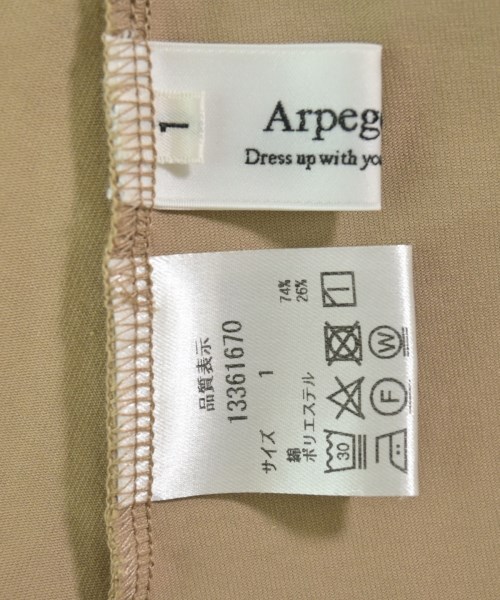 1
Arpeg
Dress up with yo
品質表示
13361670
サイズ 1
綿 74%
ポリエステル 26%
30
F W